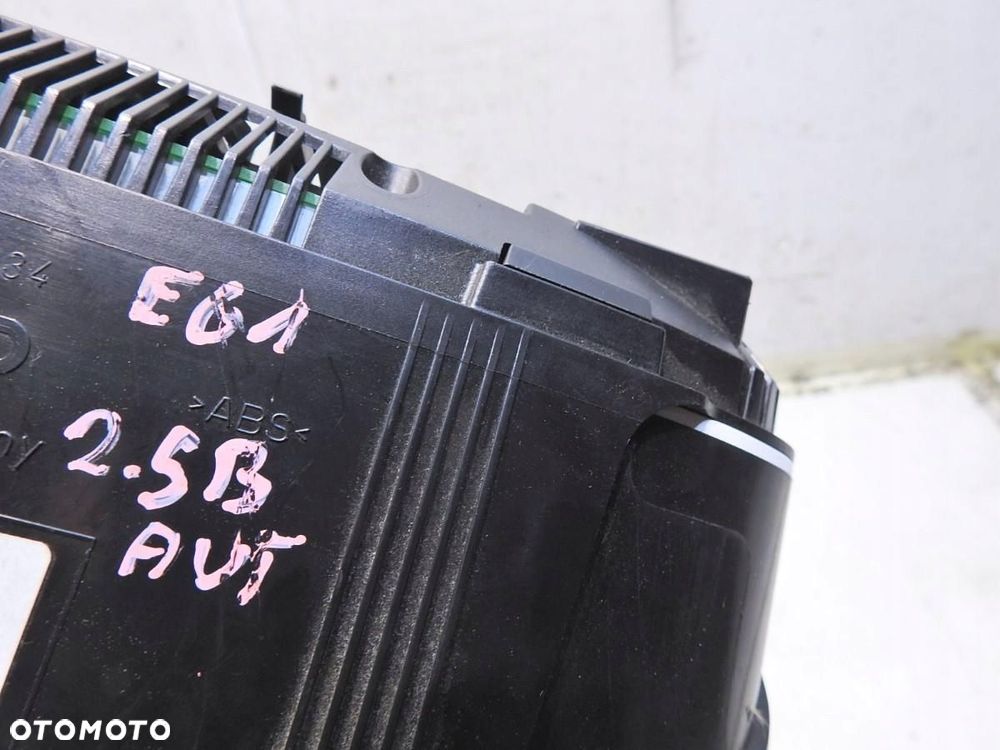 34
E61
>ABS<
2.5B
AUT
OTOMOTO